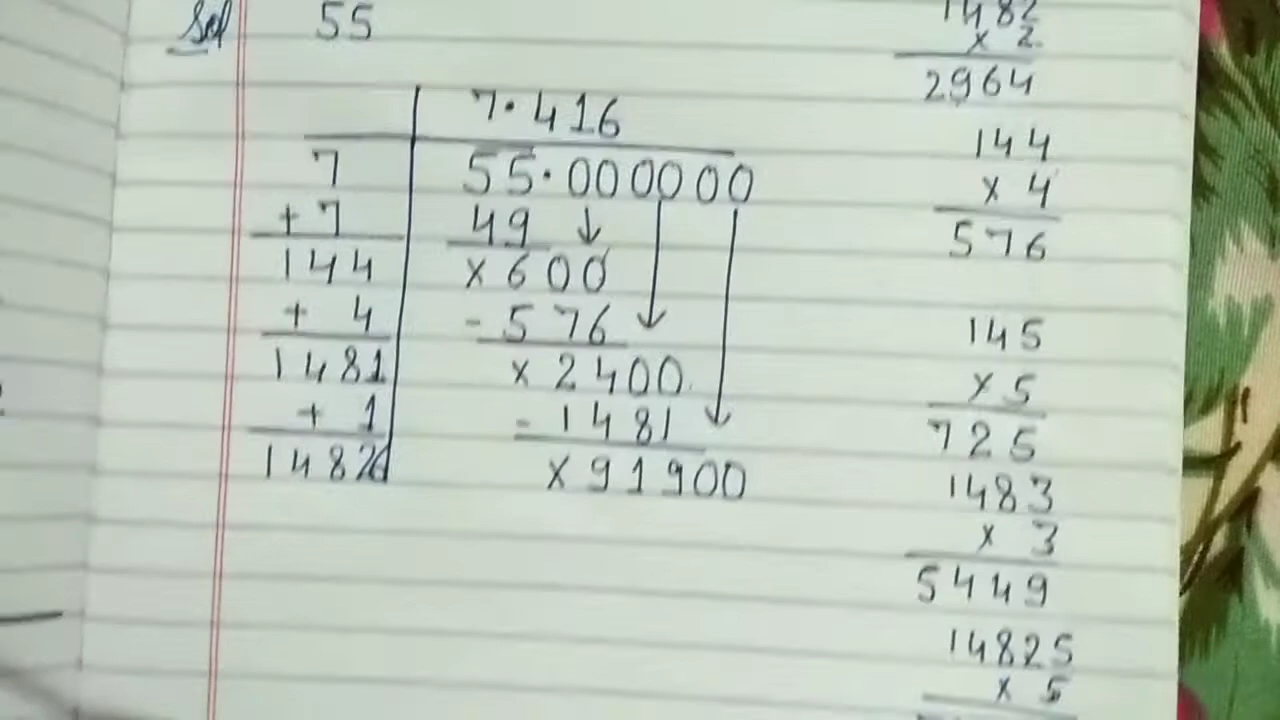 Sol 55
7.416
7 55.000000
+7 49
144 x600
+ 4 -576
1481 x2400
+ 1 -1481
1482 x91900
1482
x 2
2964
144
x 4
576
145
x5
725
1483
x 3
5449
14825
x 5